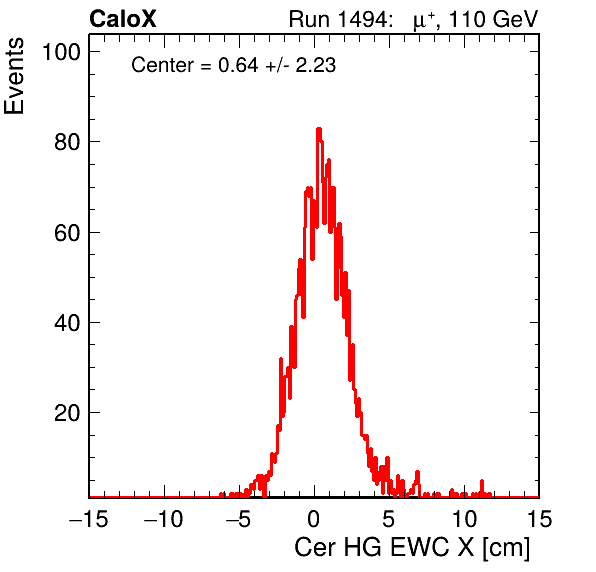 CaloX Run 1494: μ⁺, 110 GeV
Center = 0.64 +/- 2.23
Events
100
80
60
40
20
−15 −10 −5 0 5 10 15
Cer HG EWC X [cm]